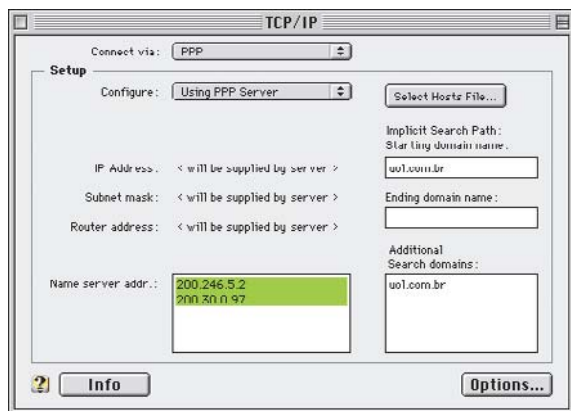 TCP/IP
Connect via: PPP
Setup
Configure: Using PPP Server
Select Hosts File...
Implicit Search Path:
Starting domain name:
IP Address: < will be supplied by server >
uol.com.br
Subnet mask: < will be supplied by server >
Ending domain name:
Router address: < will be supplied by server >
Additional
Search domains:
Name server addr.: 200.246.5.2
uol.com.br
200.30.0.97
Info
Options...